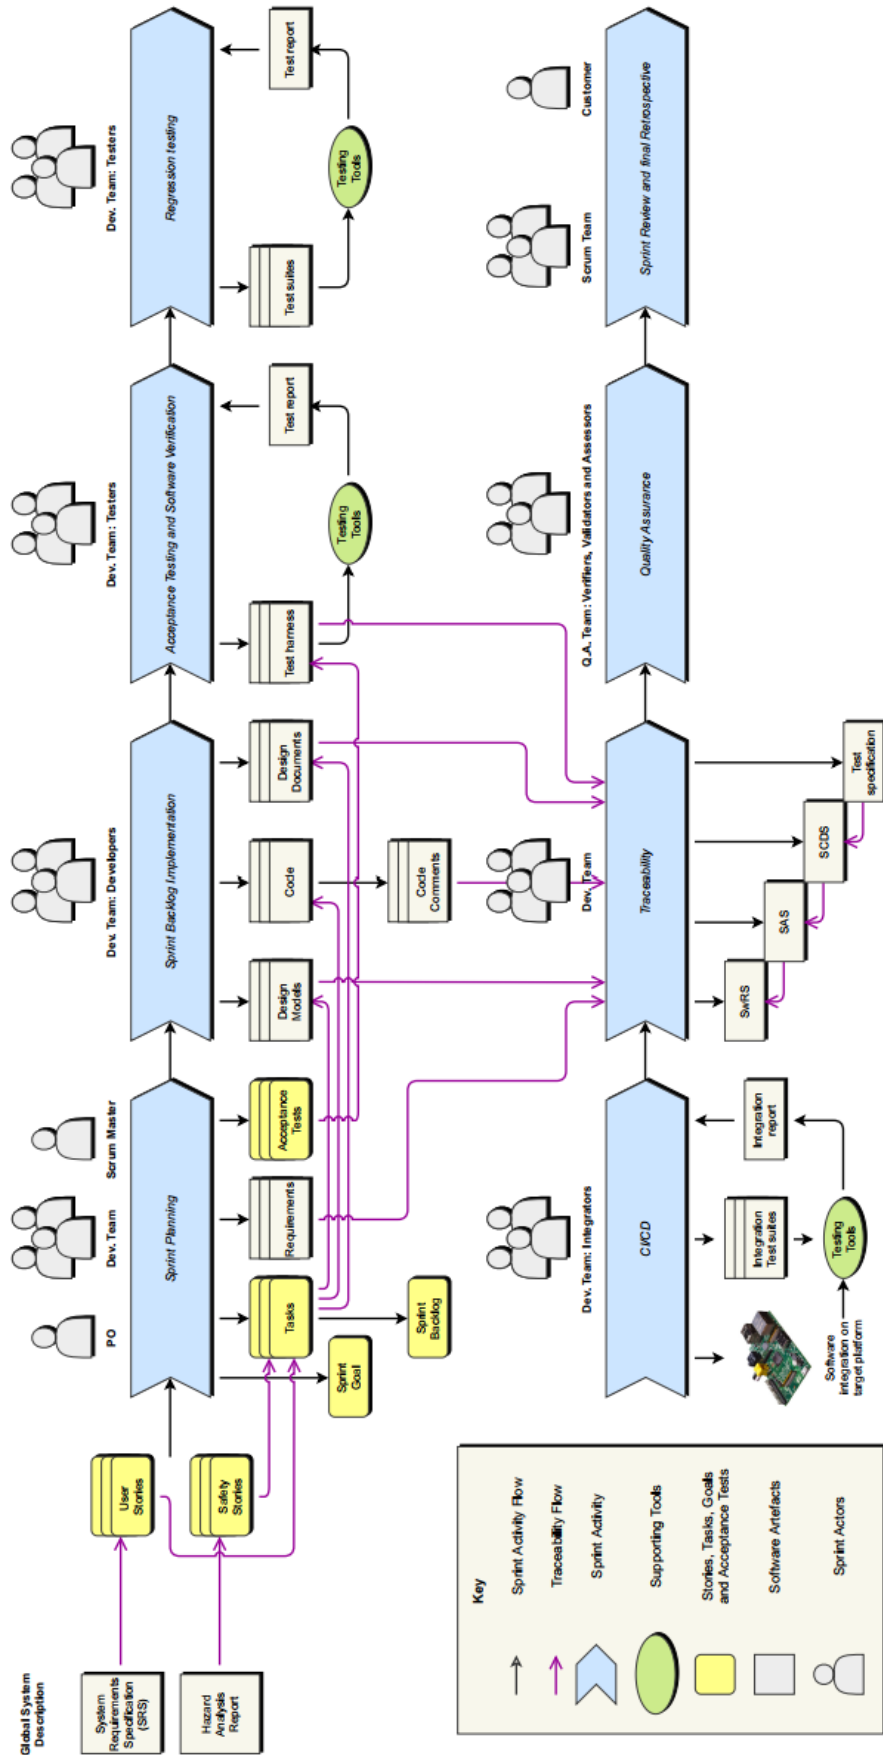 Global System
Description
System
Requirements
Specification
(SRS)
Hazard
Analysis
Report
User
Stories
Safety
Stories
PO
Dev. Team
Scrum Master
Sprint Planning
Tasks
Requirements
Acceptance
Tests
Sprint
Goal
Sprint
Backlog
Dev. Team: Developers
Sprint Backlog Implementation
Design
Models
Code
Design
Documents
Code
Comments
Dev. Team: Testers
Acceptance Testing and Software Verification
Test harness
Testing
Tools
Test report
Dev. Team: Testers
Regression testing
Test suites
Testing
Tools
Test report
Key
Sprint Activity Flow
Traceability Flow
Sprint Activity
Supporting Tools
Stories, Tasks, Goals
and Acceptance Tests
Software Artefacts
Sprint Actors
Dev. Team: Integrators
CI/CD
Software
integration on
target platform
Integration
Test suites
Testing
Tools
Integration
report
Dev. Team
Traceability
SwRS
SAS
SCDS
Test
specification
Q.A. Team: Verifiers, Validators and Assessors
Quality Assurance
Scrum Team
Customer
Sprint Review and final Retrospective